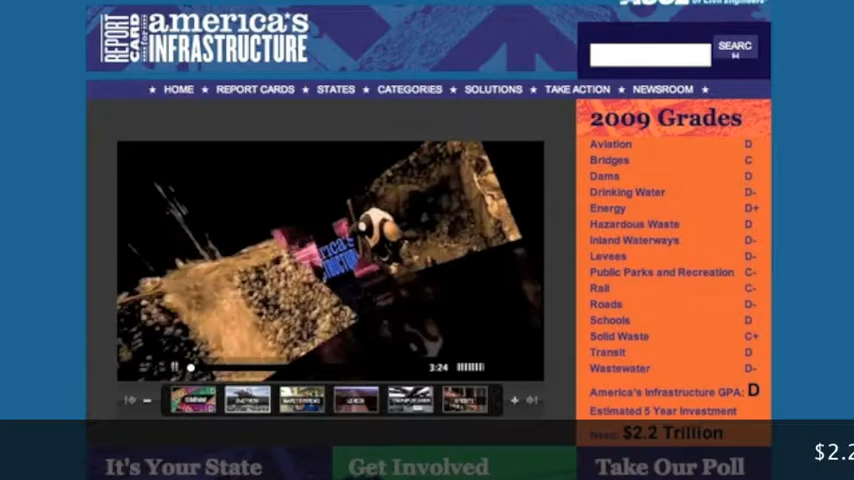 REPORT CARD for america's INFRASTRUCTURE
SEARC
H
★ HOME ★ REPORT CARDS ★ STATES ★ CATEGORIES ★ SOLUTIONS ★ TAKE ACTION ★ NEWSROOM ★
2009 Grades
Aviation D
Bridges C
Dams D
Drinking Water D-
Energy D+
Hazardous Waste D
Inland Waterways D-
Levees D-
Public Parks and Recreation C-
Rail C-
Roads D-
Schools D
Solid Waste C+
Transit D
Wastewater D-
America's Infrastructure GPA: D
Estimated 5 Year Investment
Need: $2.2 Trillion
3:24
$2.2
It's Your State
Get Involved
Take Our Poll